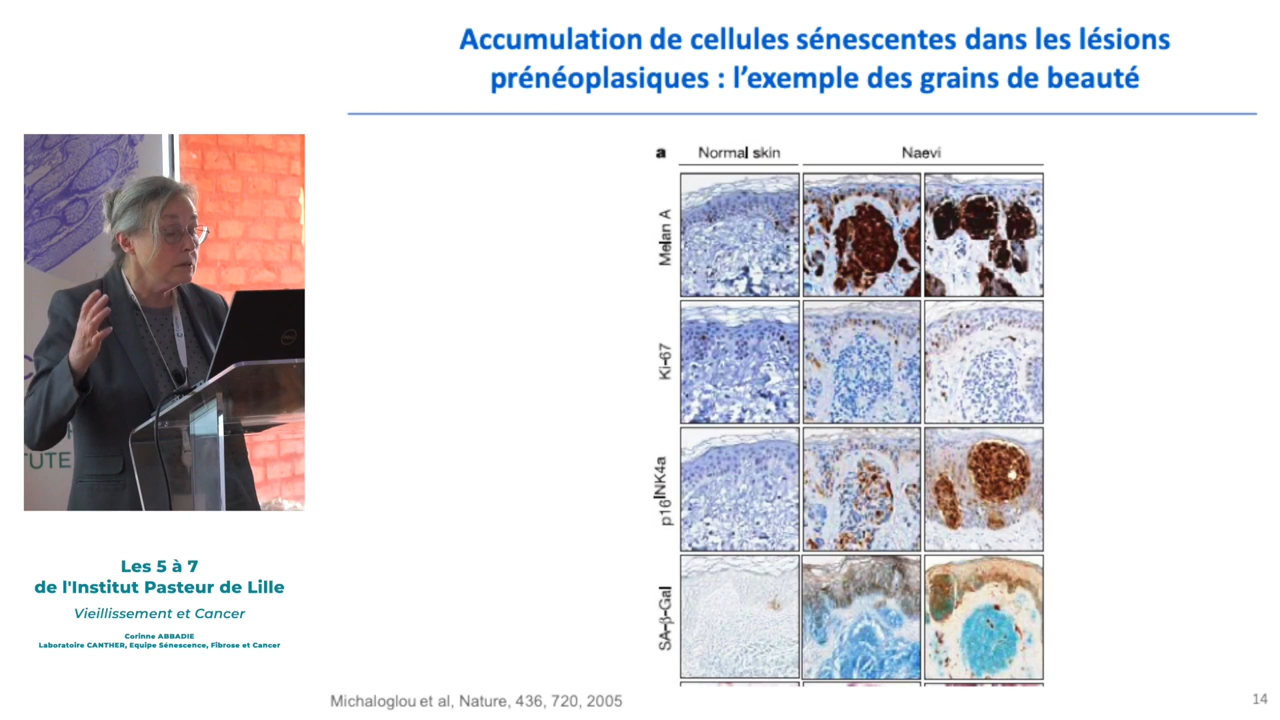 Accumulation de cellules sénescentes dans les lésions
prénéoplasiques : l'exemple des grains de beauté
a
Normal skin
Naevi
Melan A
Ki-67
p16INK4a
SA-β-Gal
UTE
Les 5 à 7
de l'Institut Pasteur de Lille
Vieillissement et Cancer
Corinne ABBADIE
Laboratoire CANTHER, Equipe Sénescence, Fibrose et Cancer
Michaloglou et al, Nature, 436, 720, 2005
14